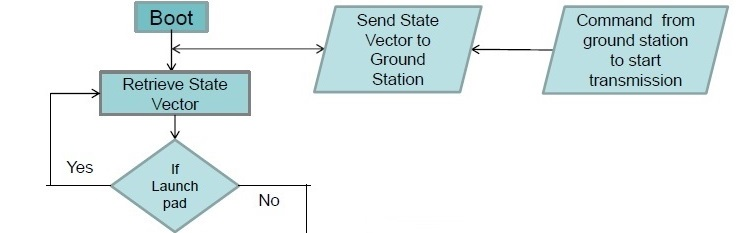 Boot
Send State
Vector to
Ground
Station
Command from
ground station
to start
transmission
Retrieve State
Vector
Yes
If
Launch
pad
No